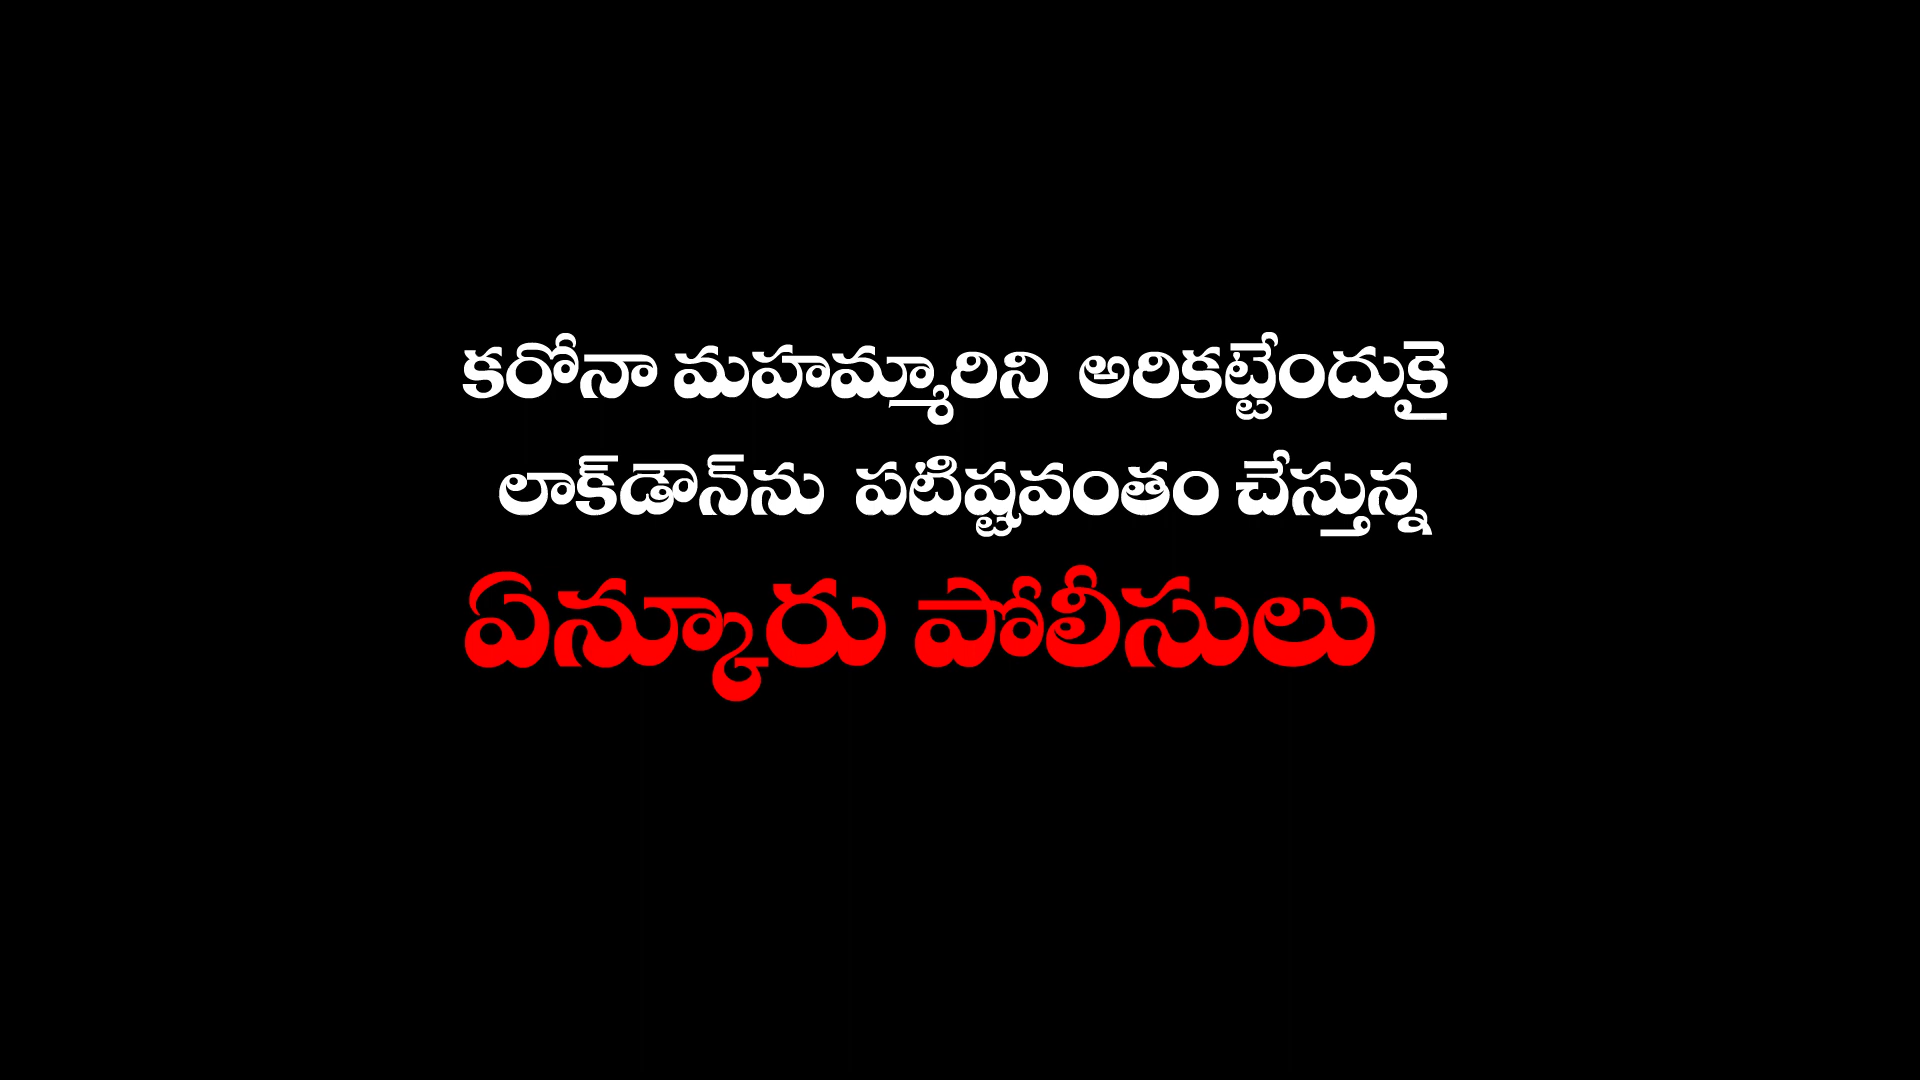 కరోనా మహమ్మారిని అరికట్టేందుకై
లాక్‌డౌన్‌ను పటిష్టవంతం చేస్తున్న
ఏన్కూరు పోలీసులు